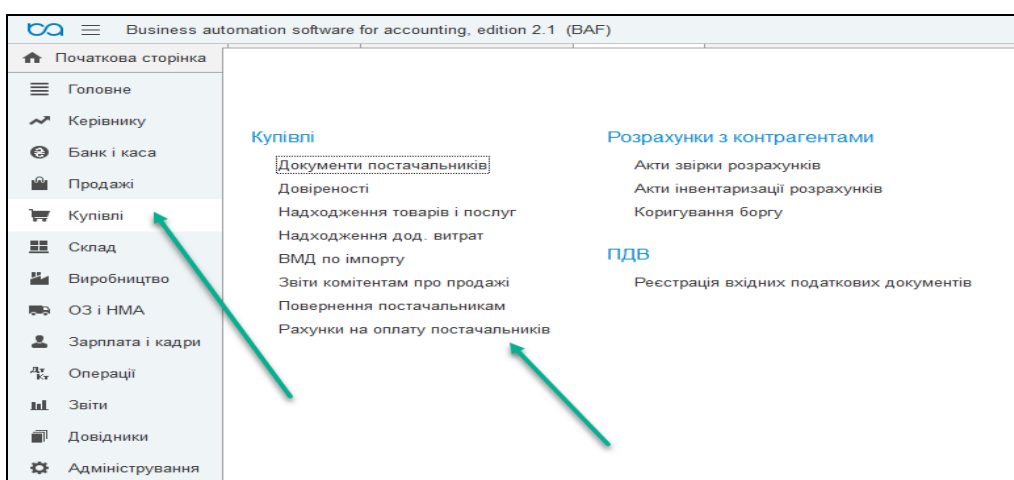 Business automation software for accounting, edition 2.1 (BAF)
Початкова сторінка
Головне
Керівнику
Банк і каса
Продажі
Купівлі
Склад
Виробництво
ОЗ і НМА
Зарплата і кадри
Дт Кт Операції
Звіти
Довідники
Адміністрування
Купівлі
Документи постачальників
Довіреності
Надходження товарів і послуг
Надходження дод. витрат
ВМД по імпорту
Звіти комітентам про продажі
Повернення постачальникам
Рахунки на оплату постачальників
Розрахунки з контрагентами
Акти звірки розрахунків
Акти інвентаризації розрахунків
Коригування боргу
ПДВ
Реєстрація вхідних податкових документів